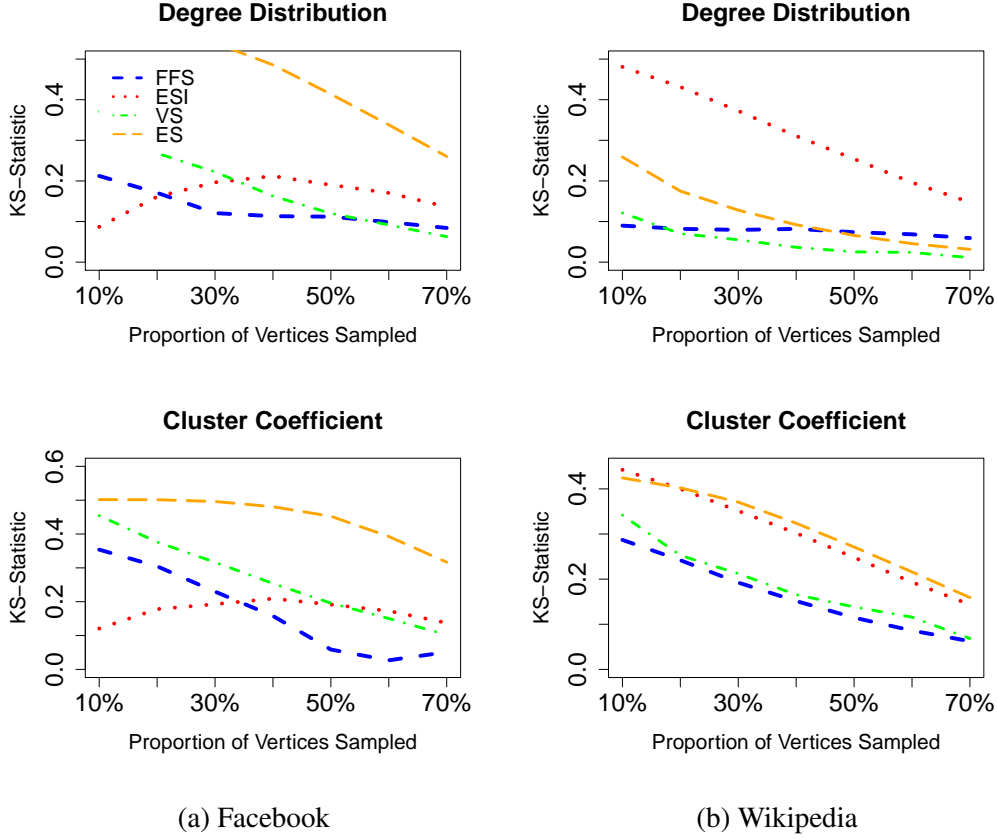 Degree Distribution
KS−Statistic
0.0
0.2
0.4
FFS
ESI
VS
ES
10%
30%
50%
70%
Proportion of Vertices Sampled
Degree Distribution
KS−Statistic
0.0
0.2
0.4
10%
30%
50%
70%
Proportion of Vertices Sampled
Cluster Coefficient
KS−Statistic
0.0
0.2
0.4
0.6
10%
30%
50%
70%
Proportion of Vertices Sampled
Cluster Coefficient
KS−Statistic
0.0
0.2
0.4
10%
30%
50%
70%
Proportion of Vertices Sampled
(a) Facebook
(b) Wikipedia